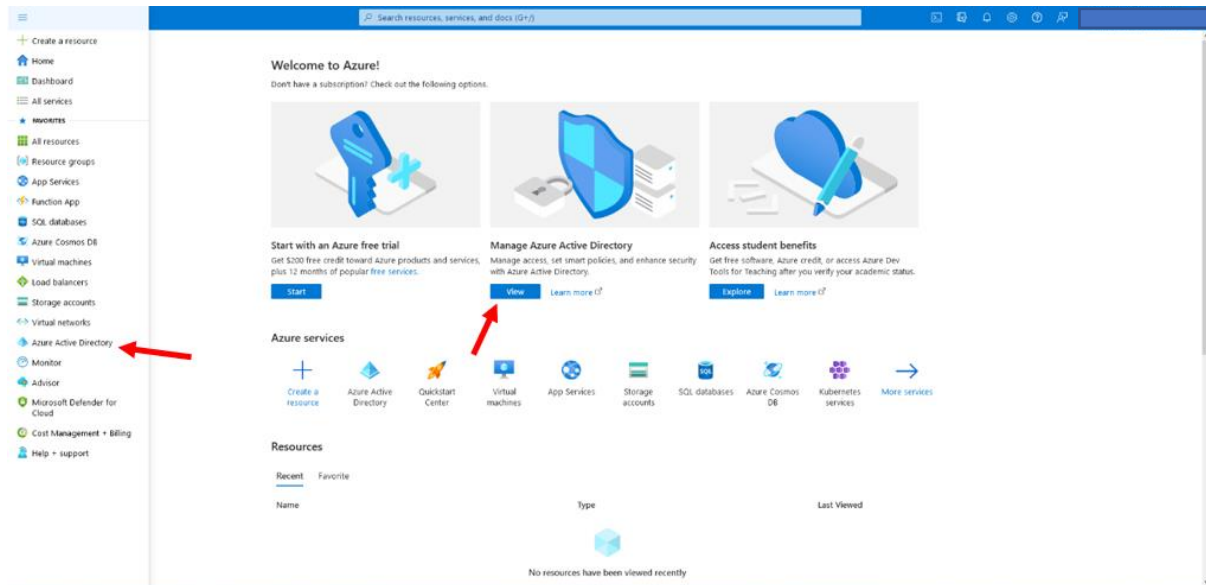 Search resources, services, and docs (G+/)
Create a resource
Home
Dashboard
All services
FAVORITES
All resources
Resource groups
App Services
Function App
SQL databases
Azure Cosmos DB
Virtual machines
Load balancers
Storage accounts
Virtual networks
Azure Active Directory
Monitor
Advisor
Microsoft Defender for
Cloud
Cost Management + Billing
Help + support
Welcome to Azure!
Don't have a subscription? Check out the following options.
Start with an Azure free trial
Get $200 free credit toward Azure products and services,
plus 12 months of popular free services.
Start
Manage Azure Active Directory
Manage access, set smart policies, and enhance security
with Azure Active Directory.
View Learn more
Access student benefits
Get free software, Azure credit, or access Azure Dev
Tools for Teaching after you verify your academic status.
Explore Learn more
Azure services
Create a
resource
Azure Active
Directory
Quickstart
Center
Virtual
machines
App Services
Storage
accounts
SQL
SQL databases
Azure Cosmos
DB
Kubernetes
services
More services
Resources
Recent Favorite
Name Type Last Viewed
No resources have been viewed recently